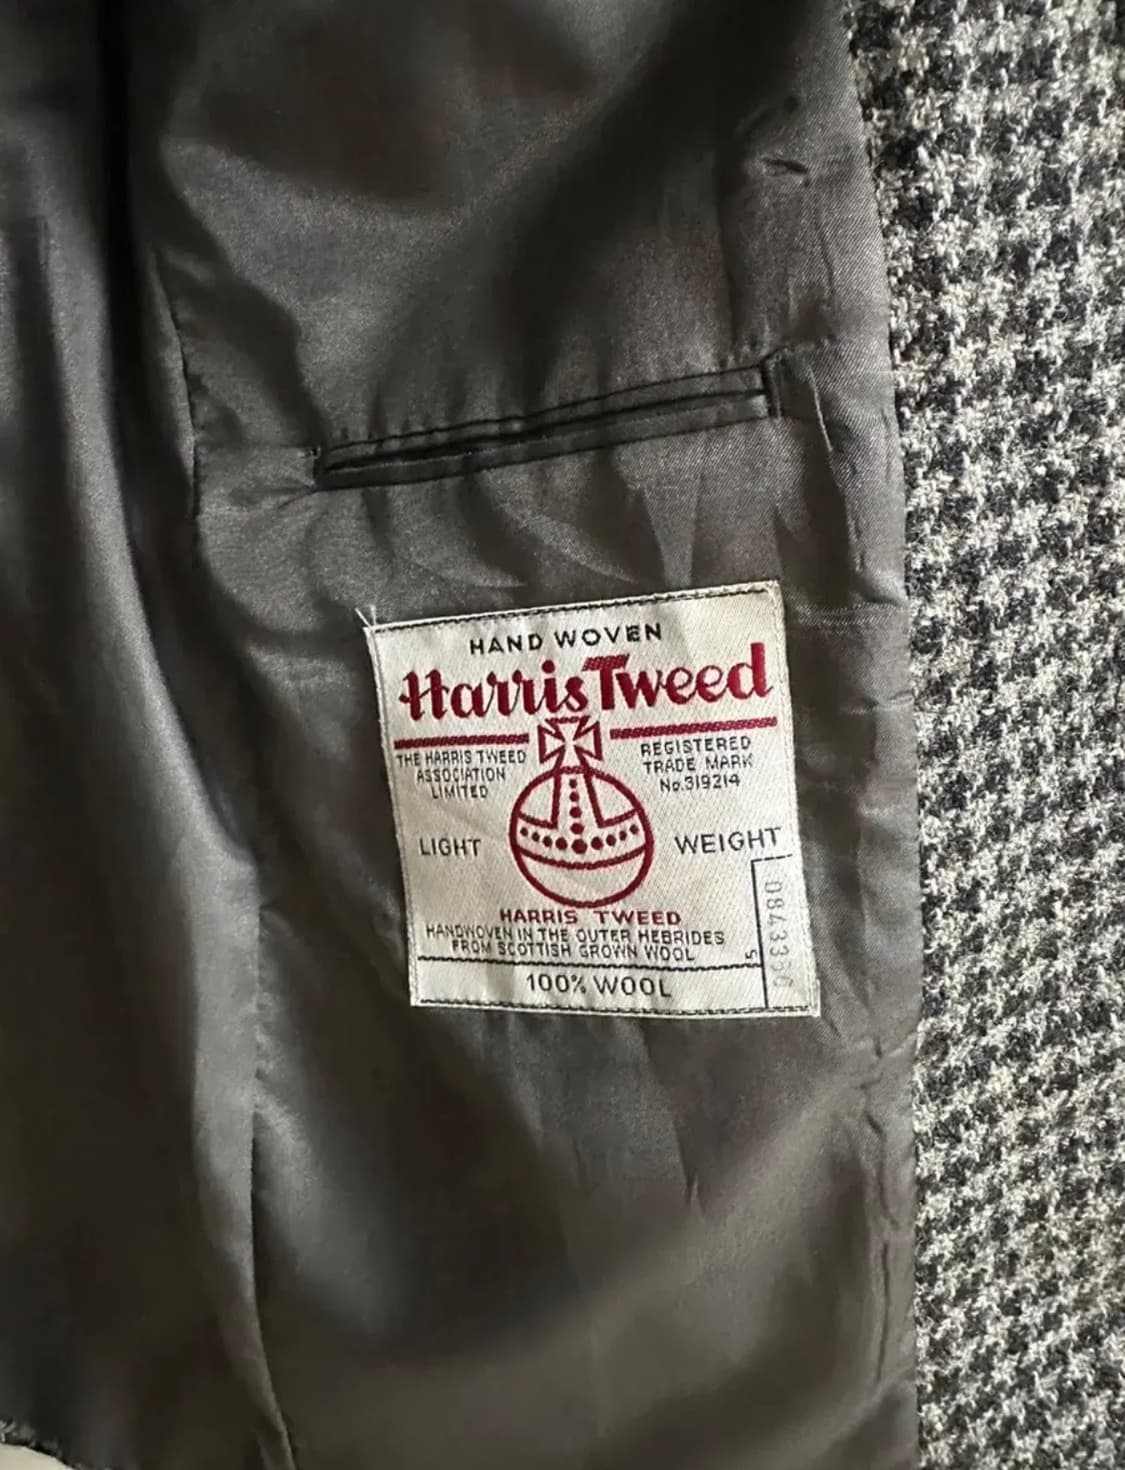 HAND WOVEN
Harris Tweed
THE HARRIS TWEED
ASSOCIATION
LIMITED
REGISTERED
TRADE MARK
No.319214
LIGHT WEIGHT
HARRIS TWEED
HANDWOVEN IN THE OUTER HEBRIDES
FROM SCOTTISH GROWN WOOL
100% WOOL
5